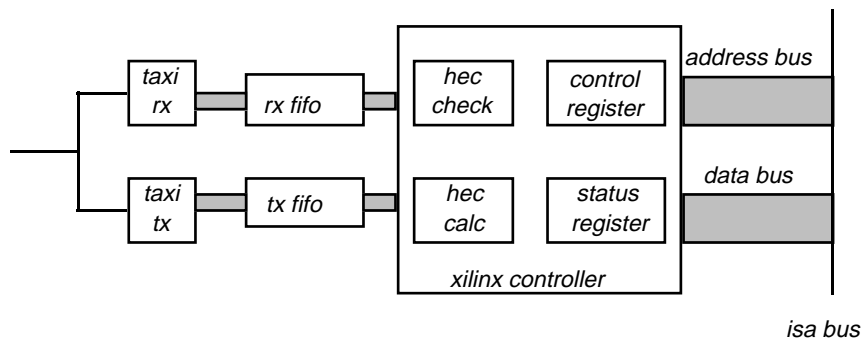 taxi
rx
rx fifo
hec
check
control
register
address bus
taxi
tx
tx fifo
hec
calc
status
register
data bus
xilinx controller
isa bus